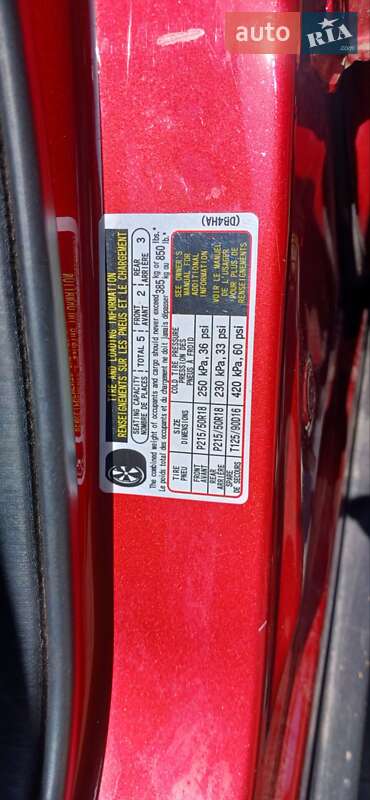 auto RIA.com
TIRE AND LOADING INFORMATION
RENSEIGNEMENTS SUR LES PNEUS ET LE CHARGEMENT
SEATING CAPACITY TOTAL 5 FRONT 2 REAR 3
NOMBRE DE PLACES AVANT ARRIÈRE
The combined weight of occupants and cargo should never exceed 385 kg or 850 lbs.
Le poids total des occupants et du chargement ne doit jamais dépasser kg ou lb.
TIRE SIZE COLD TIRE PRESSURE
PNEU DIMENSIONS PRESSION DES PNEUS À FROID
FRONT AVANT P215/50R18 250 kPa, 36 psi
REAR ARRIÈRE P215/50R18 230 kPa, 33 psi
SPARE DE SECOURS T125/90D16 420 kPa, 60 psi
SEE OWNER'S
MANUAL FOR
ADDITIONAL
INFORMATION
VOIR LE MANUEL
DE L'USAGER
POUR PLUS DE
RENSEIGNEMENTS
(DB4HA)